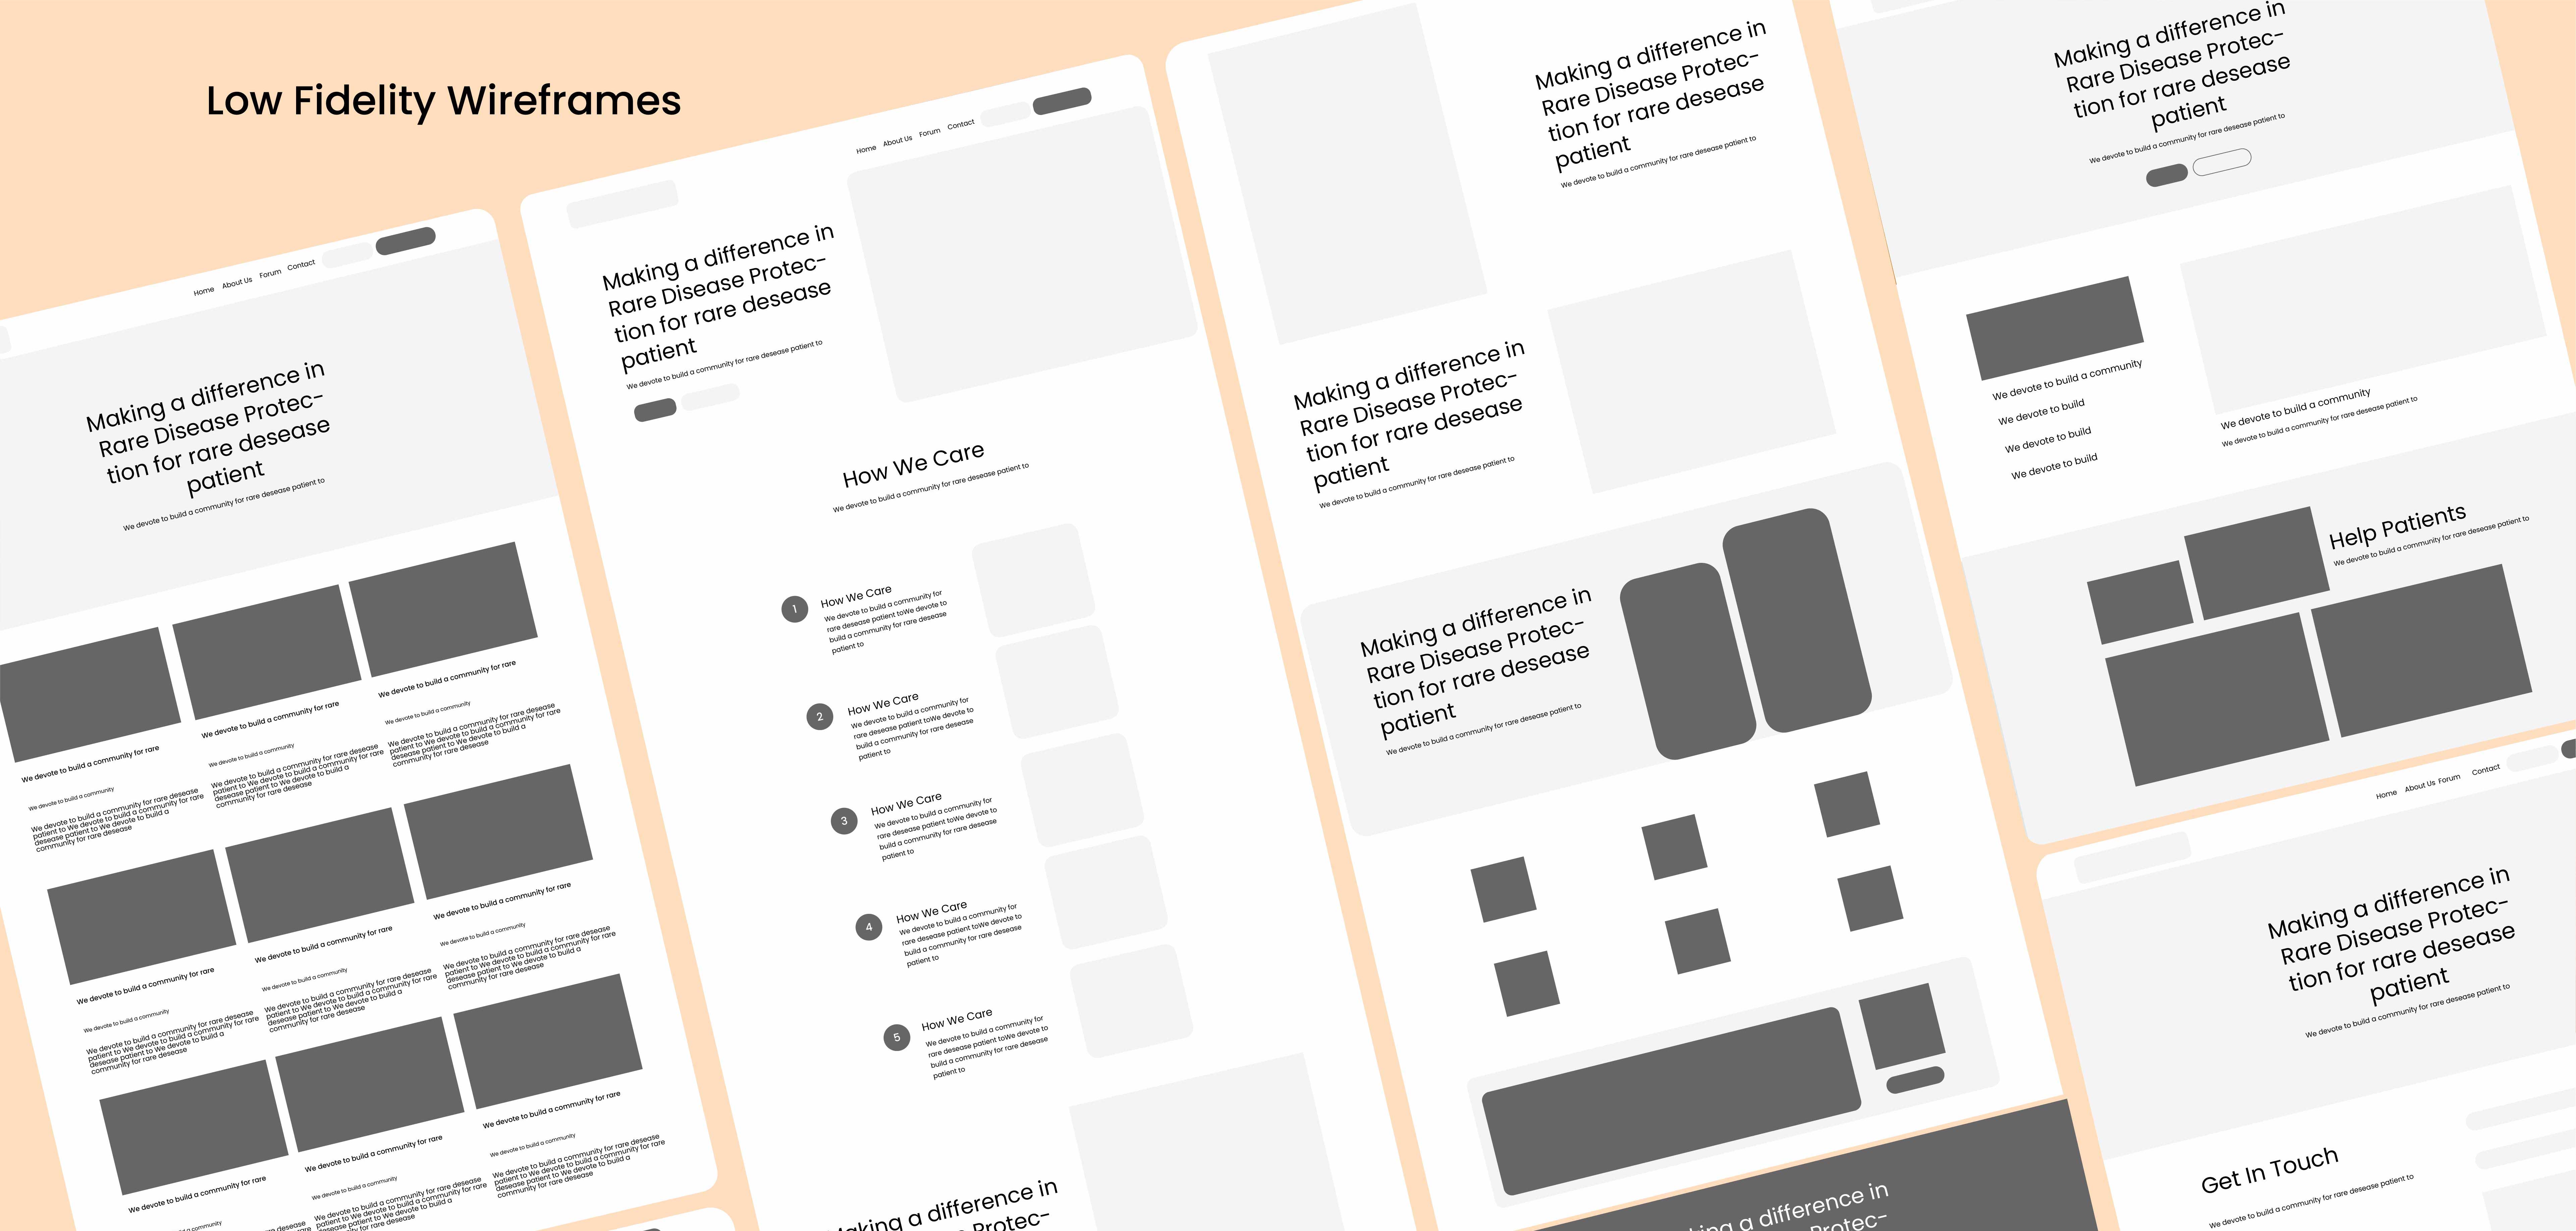 Low Fidelity Wireframes
Home About Us Forum Contact
Making a difference in
Rare Disease Protec-
tion for rare desease
patient
We devote to build a community for rare desease patient to
We devote to build a community for rare
We devote to build a community
We devote to build a community for rare desease
patient to We devote to build a community for rare
desease patient to We devote to build a
community for rare desease
We devote to build a community for rare
We devote to build a community
We devote to build a community for rare desease
patient to We devote to build a community for rare
desease patient to We devote to build a
community for rare desease
We devote to build a community for rare
We devote to build a community
We devote to build a community for rare desease
patient to We devote to build a community for rare
desease patient to We devote to build a
community for rare desease
We devote to build a community for rare
We devote to build a community
We devote to build a community for rare desease
patient to We devote to build a community for rare
desease patient to We devote to build a
community for rare desease
We devote to build a community for rare
We devote to build a community
We devote to build a community for rare desease
patient to We devote to build a community for rare
desease patient to We devote to build a
community for rare desease
We devote to build a community for rare
We devote to build a community
We devote to build a community for rare desease
patient to We devote to build a community for rare
desease patient to We devote to build a
community for rare desease
We devote to build a community for rare
community
desease
We devote to build a community for rare
We devote to build a community
We devote to build a community for rare desease
patient to We devote to build a community for rare
desease patient to We devote to build a
community for rare desease
We devote to build a community for rare
We devote to build a community
We devote to build a community for rare desease
patient to We devote to build a community for rare
desease patient to We devote to build a
community for rare desease
Home About Us Forum Contact
Making a difference in
Rare Disease Protec-
tion for rare desease
patient
We devote to build a community for rare desease patient to
How We Care
We devote to build a community for rare desease patient to
1 How We Care
We devote to build a community for
rare desease patient toWe devote to
build a community for rare desease
patient to
2 How We Care
We devote to build a community for
rare desease patient toWe devote to
build a community for rare desease
patient to
3 How We Care
We devote to build a community for
rare desease patient toWe devote to
build a community for rare desease
patient to
4 How We Care
We devote to build a community for
rare desease patient toWe devote to
build a community for rare desease
patient to
5 How We Care
We devote to build a community for
rare desease patient toWe devote to
build a community for rare desease
patient to
Making a difference in
Protec-
Making a difference in
Rare Disease Protec-
tion for rare desease
patient
We devote to build a community for rare desease patient to
Making a difference in
Rare Disease Protec-
tion for rare desease
patient
We devote to build a community for rare desease patient to
Making a difference in
Rare Disease Protec-
tion for rare desease
patient
We devote to build a community for rare desease patient to
a difference in
Protec-
Making a difference in
Rare Disease Protec-
tion for rare desease
patient
We devote to build a community for rare desease patient to
We devote to build a community
We devote to build
We devote to build
We devote to build
We devote to build a community
We devote to build a community for rare desease patient to
Help Patients
We devote to build a community for rare desease patient to
Home About Us Forum Contact
Making a difference in
Rare Disease Protec-
tion for rare desease
patient
We devote to build a community for rare desease patient to
Get In Touch
We devote to build a community for rare desease patient to